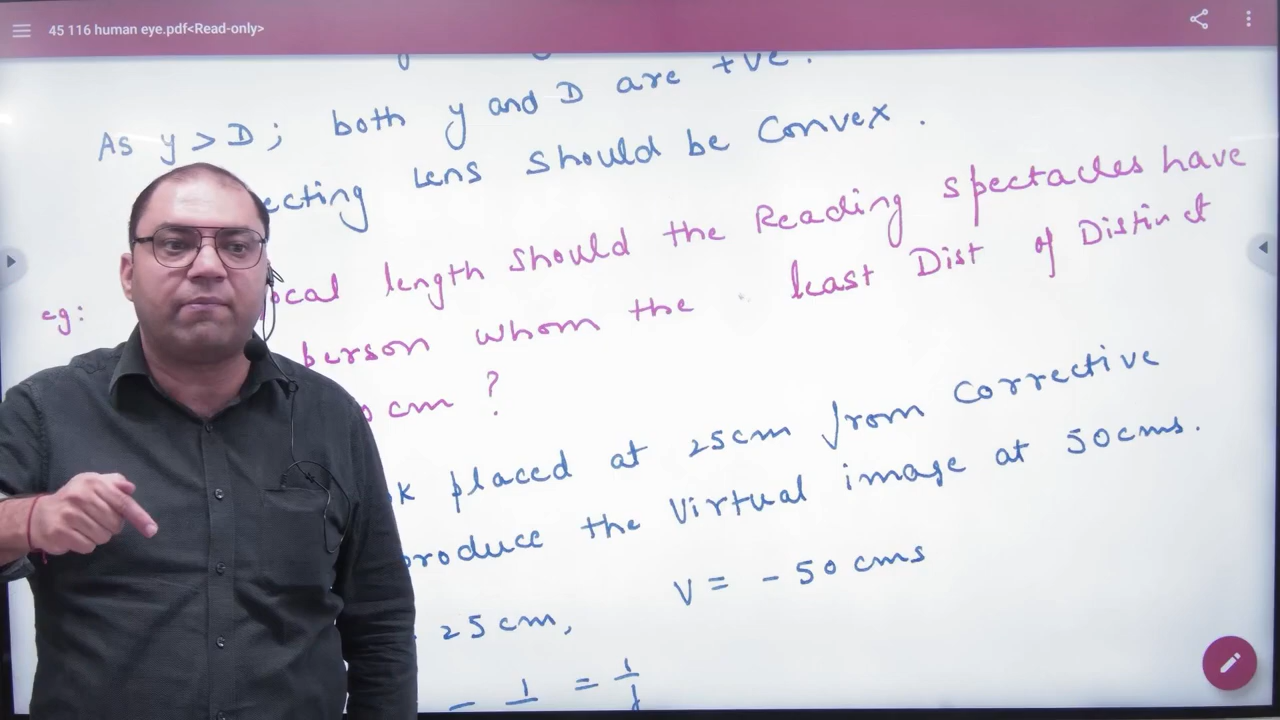 45 116 human eye.pdf<Read-only>
As y > D ; both y and D are +ve .
ecting Lens should be Convex .
eg: ocal length should the Reading spectacles have
person whom the least Dist of Distinct
cm ?
k placed at 25cm from Corrective
produce the Virtual image at 50cms.
25 cm, V = - 50 cms
- 1 = 1